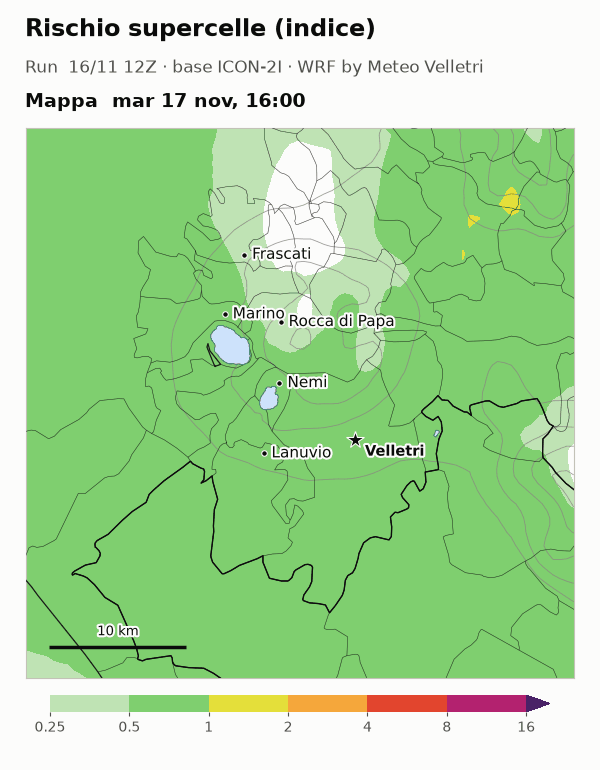 Rischio supercelle (indice)
Run  16/11 12Z · base ICON-2I · WRF by Meteo Velletri
Mappa  mar 17 nov, 16:00
Frascati
Marino
Rocca di Papa
Nemi
Velletri
Lanuvio
10 km
0.25 0.5 1 2 4 8 16